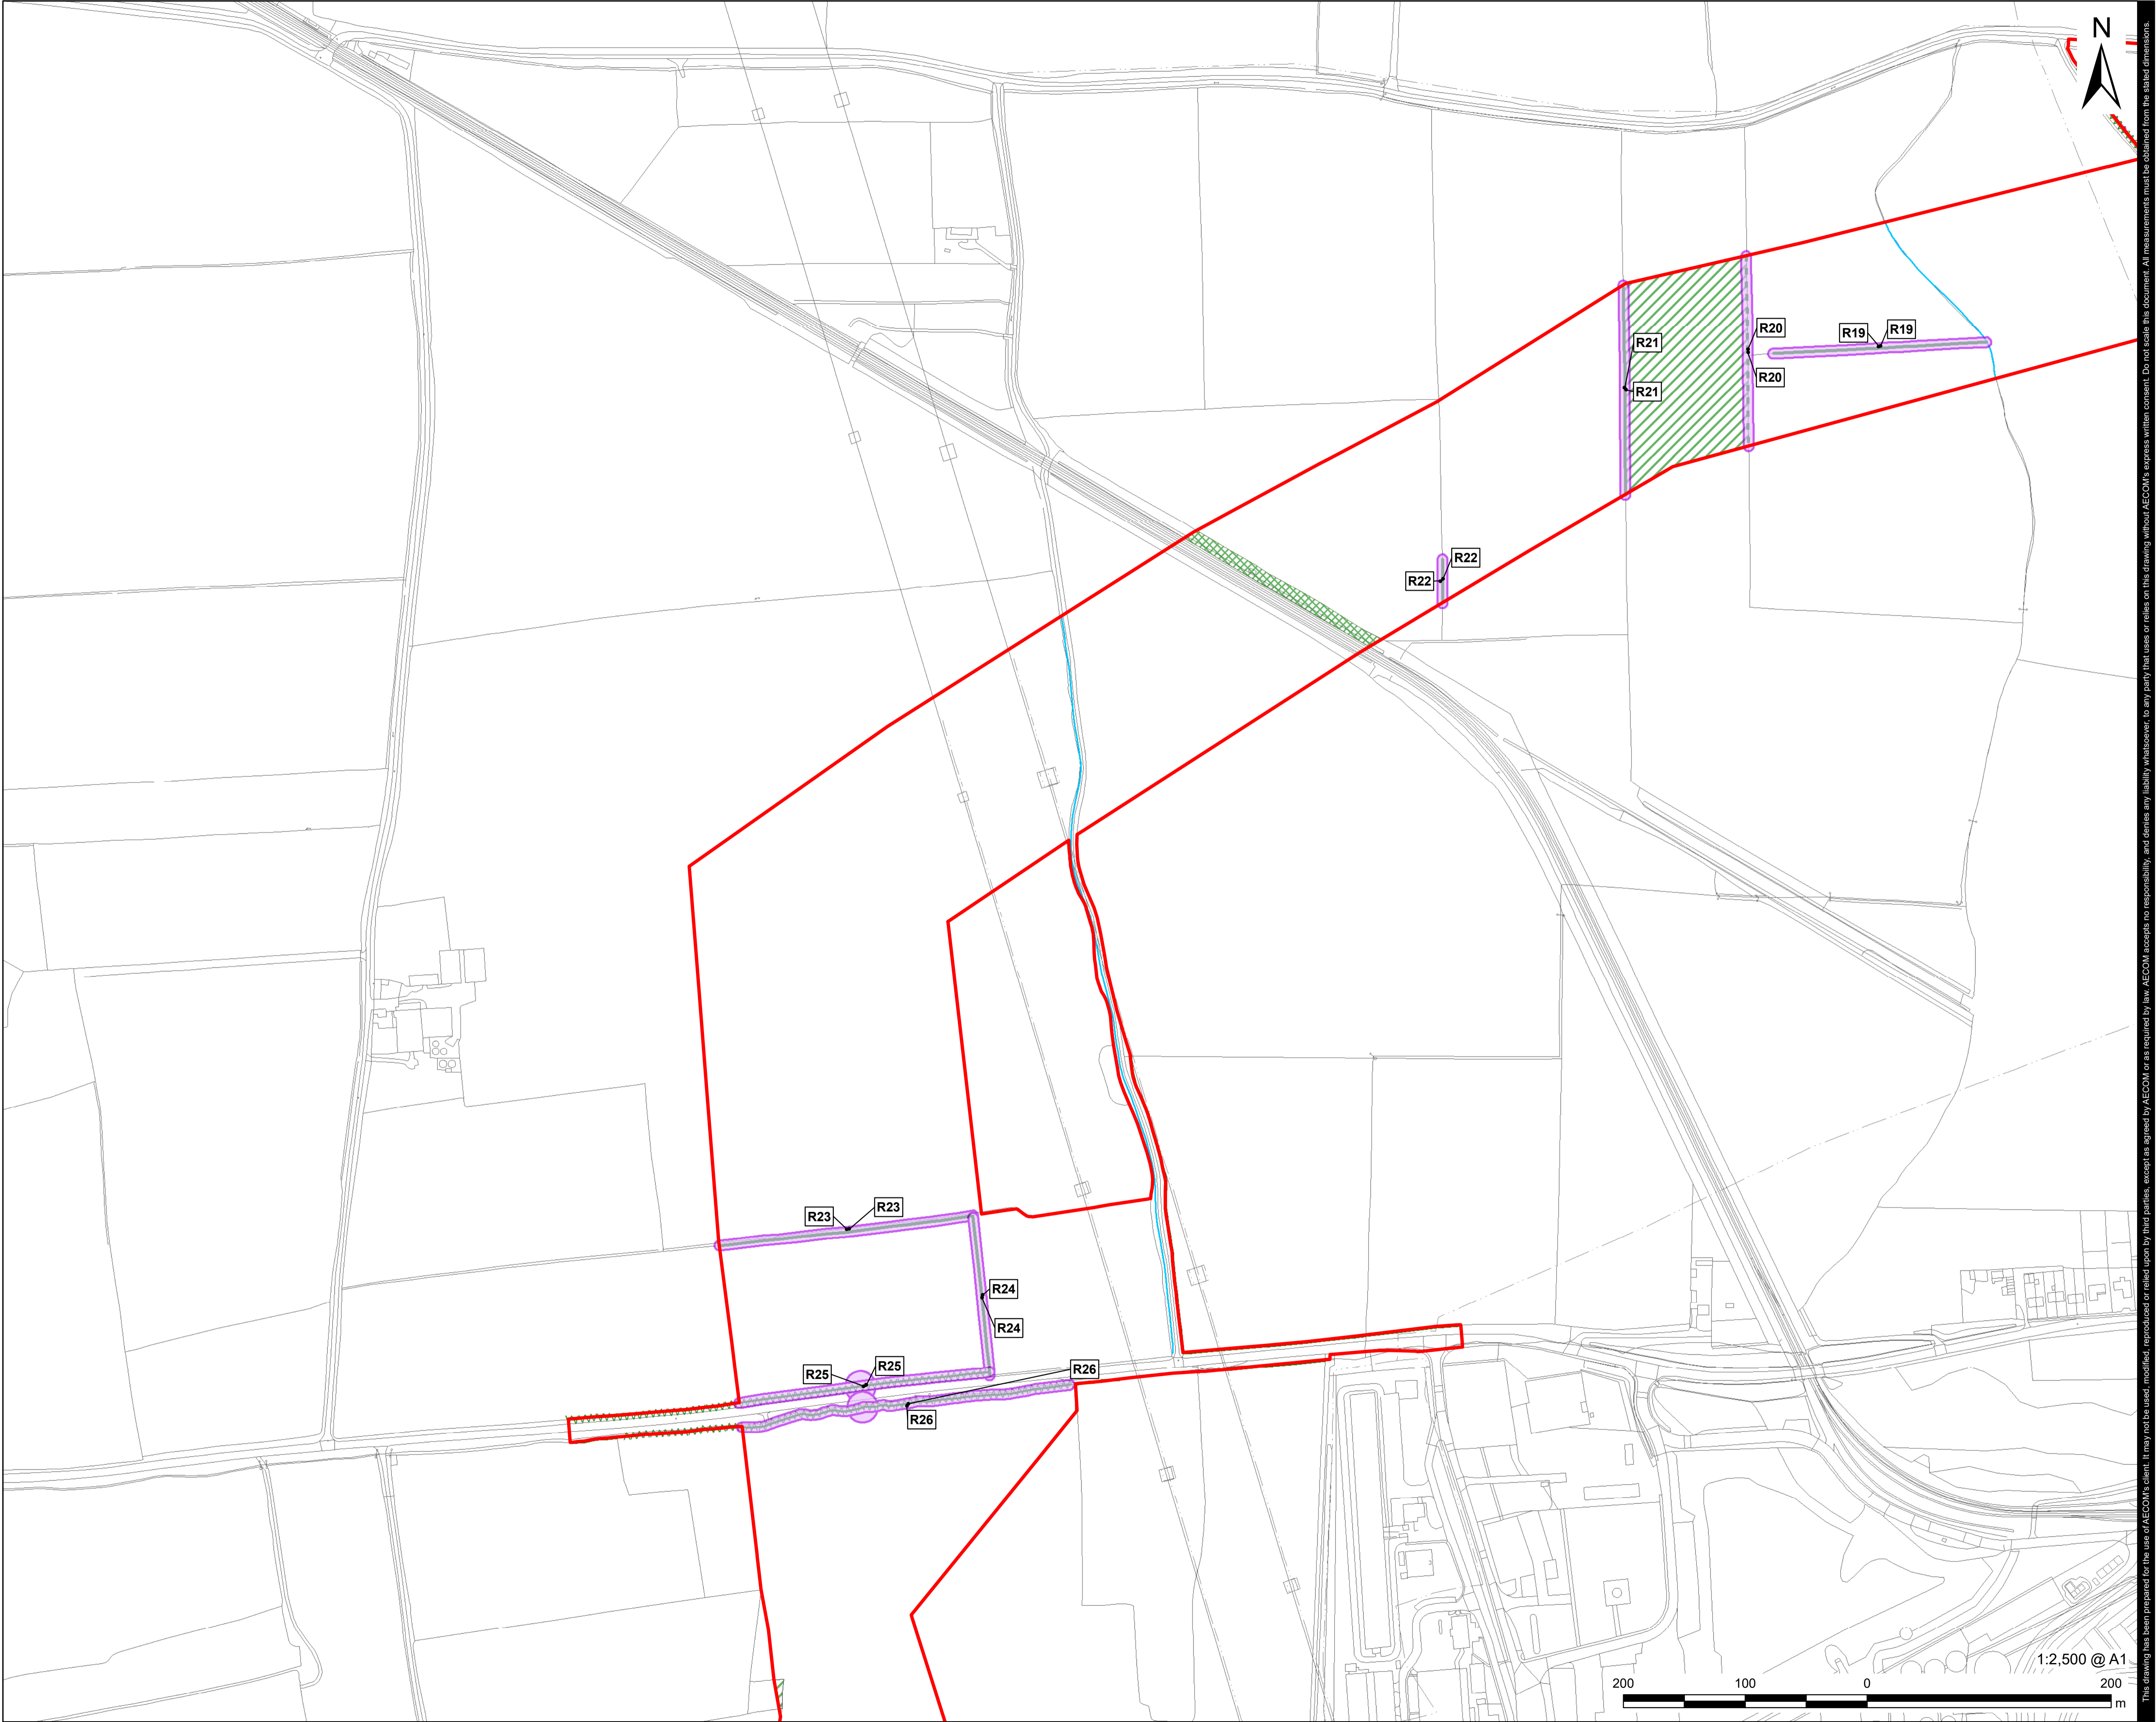 N
R20
R19 R19
R21
R20
R21
R22
R22
R23
R23
R24
R24
R25
R25
R26
R26
1:2,500 @ A1
200 100 0 200
m
This drawing has been prepared for the use of AECOM's client. It may not be used, modified, reproduced or relied upon by third parties, except as agreed by AECOM or as required by law. AECOM accepts no responsibility, and denies any liability whatsoever, to any party that uses or relies on this drawing without AECOM's express written consent. Do not scale this document. All measurements must be obtained from the stated dimensions.